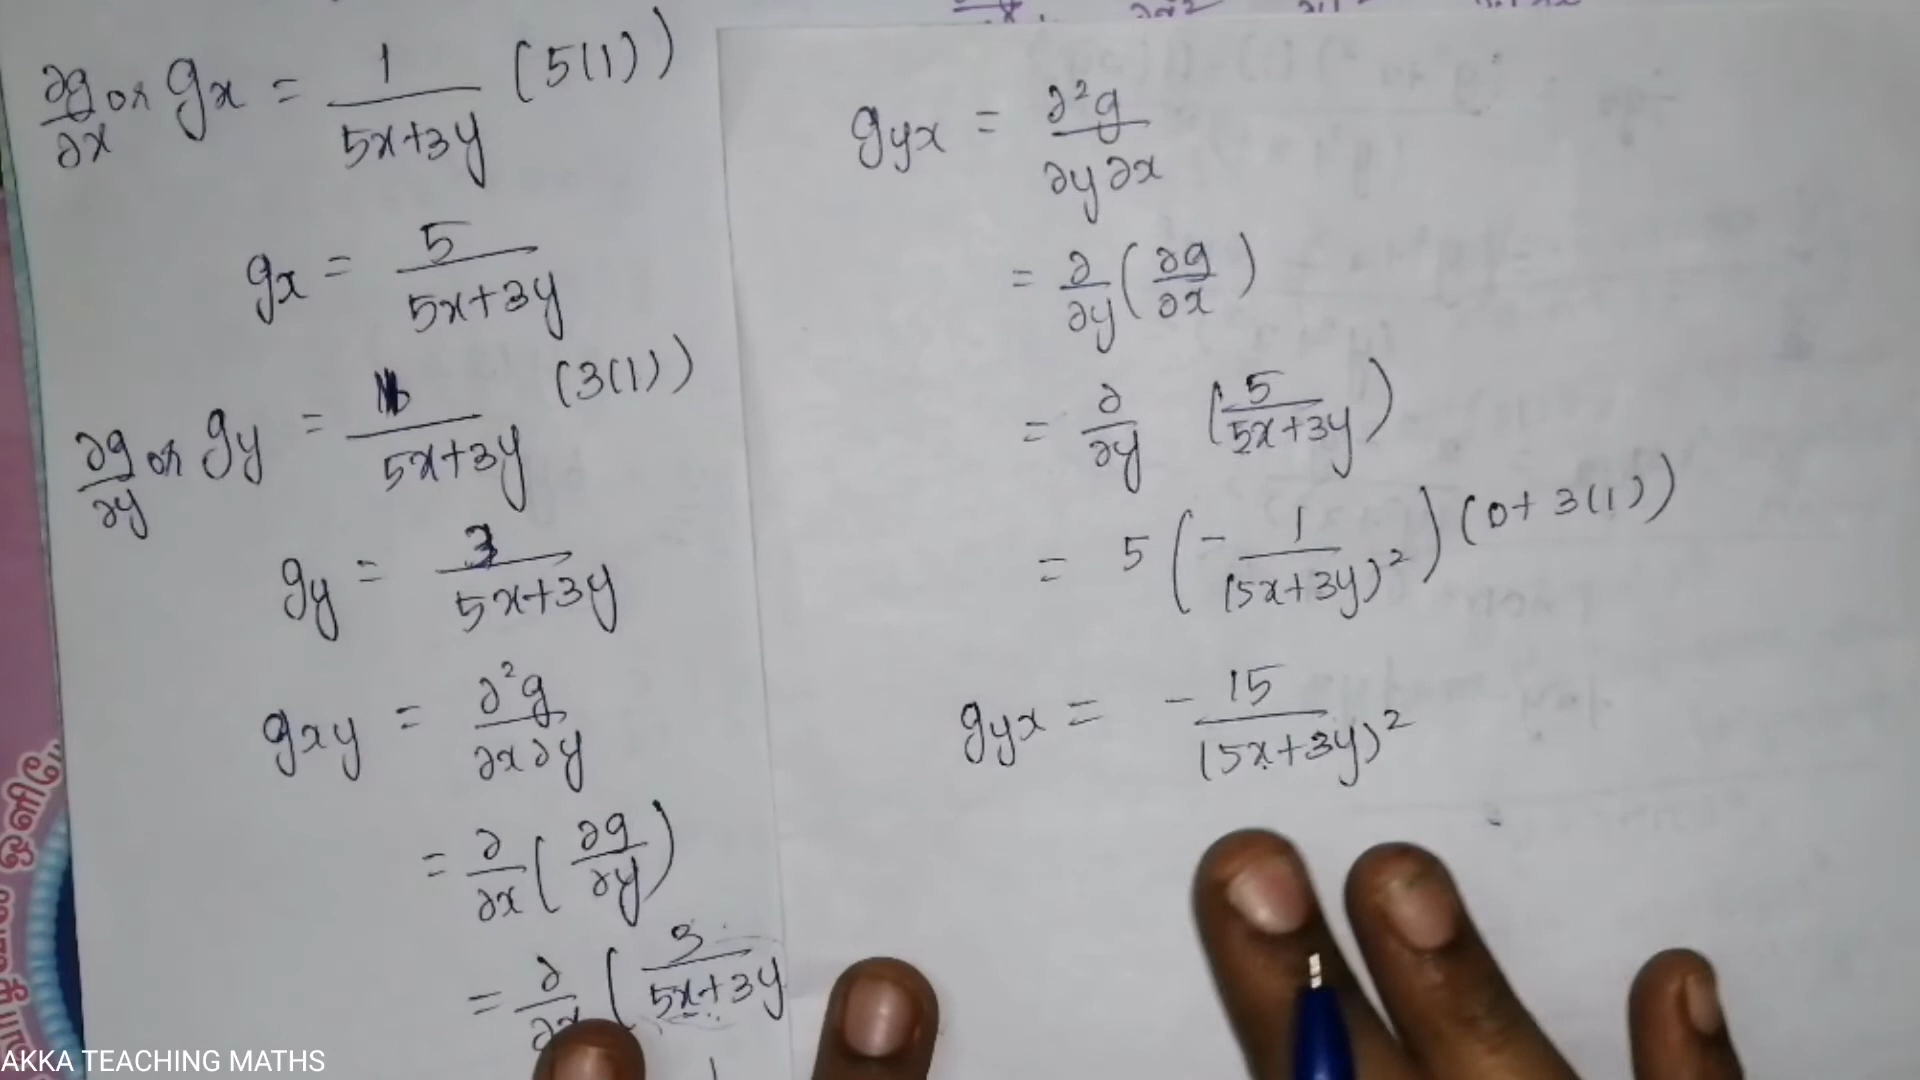 ∂g/∂x or gx = 1/(5x+3y) (5(1))
gx = 5/(5x+3y)
∂g/∂y or gy = 1/(5x+3y) (3(1))
gy = 3/(5x+3y)
gxy = ∂²g/∂x∂y
= ∂/∂x (∂g/∂y)
= ∂/∂x (3/(5x+3y
gyx = ∂²g/∂y∂x
= ∂/∂y (∂g/∂x)
= ∂/∂y (5/(5x+3y))
= 5 (-1/(5x+3y)²) (0+3(1))
gyx = -15/(5x+3y)²
AKKA TEACHING MATHS